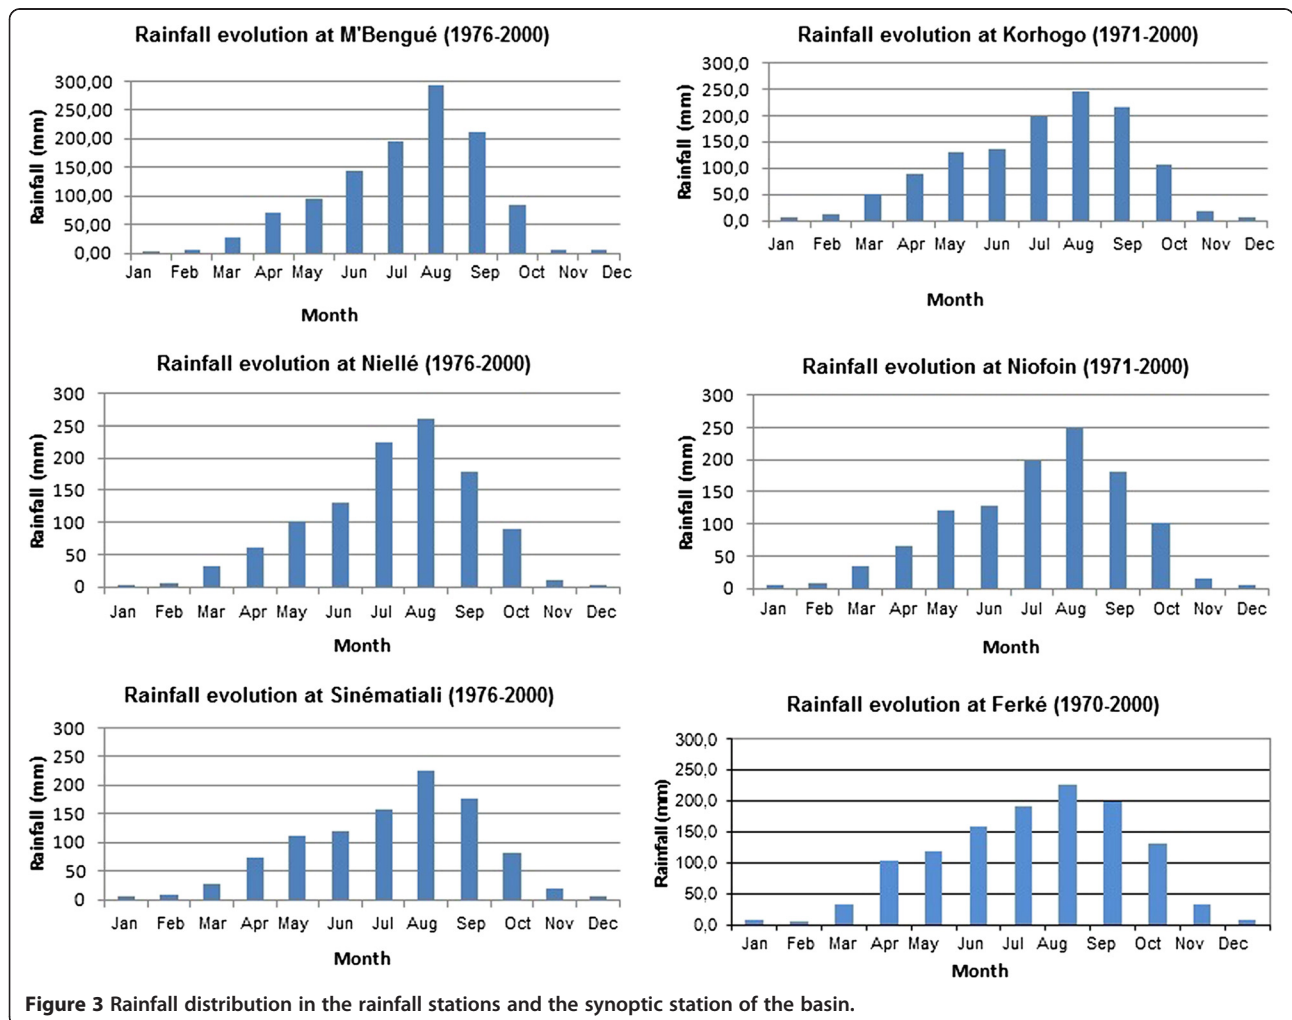 Rainfall evolution at M'Bengué (1976-2000)
Rainfall (mm)
300,00
250,00
200,00
150,00
100,00
50,00
0,00
Jan Feb Mar Apr May Jun Jul Aug Sep Oct Nov Dec
Month
Rainfall evolution at Korhogo (1971-2000)
Rainfall (mm)
300,0
250,0
200,0
150,0
100,0
50,0
0,0
Jan Feb Mar Apr May Jun Jul Aug Sep Oct Nov Dec
Month
Rainfall evolution at Niellé (1976-2000)
Rainfall (mm)
300
250
200
150
100
50
0
Jan Feb Mar Apr May Jun Jul Aug Sep Oct Nov Dec
Month
Rainfall evolution at Niofoin (1971-2000)
Rainfall (mm)
300
250
200
150
100
50
0
Jan Feb Mar Apr May Jun Jul Aug Sep Oct Nov Dec
Month
Rainfall evolution at Sinématiali (1976-2000)
Rainfall (mm)
300
250
200
150
100
50
0
Jan Feb Mar Apr May Jun Jul Aug Sep Oct Nov Dec
Month
Rainfall evolution at Ferké (1970-2000)
Rainfall (mm)
300,0
250,0
200,0
150,0
100,0
50,0
0,0
Jan Feb Mar Apr May Jun Jul Aug Sep Oct Nov Dec
Month
Figure 3 Rainfall distribution in the rainfall stations and the synoptic station of the basin.